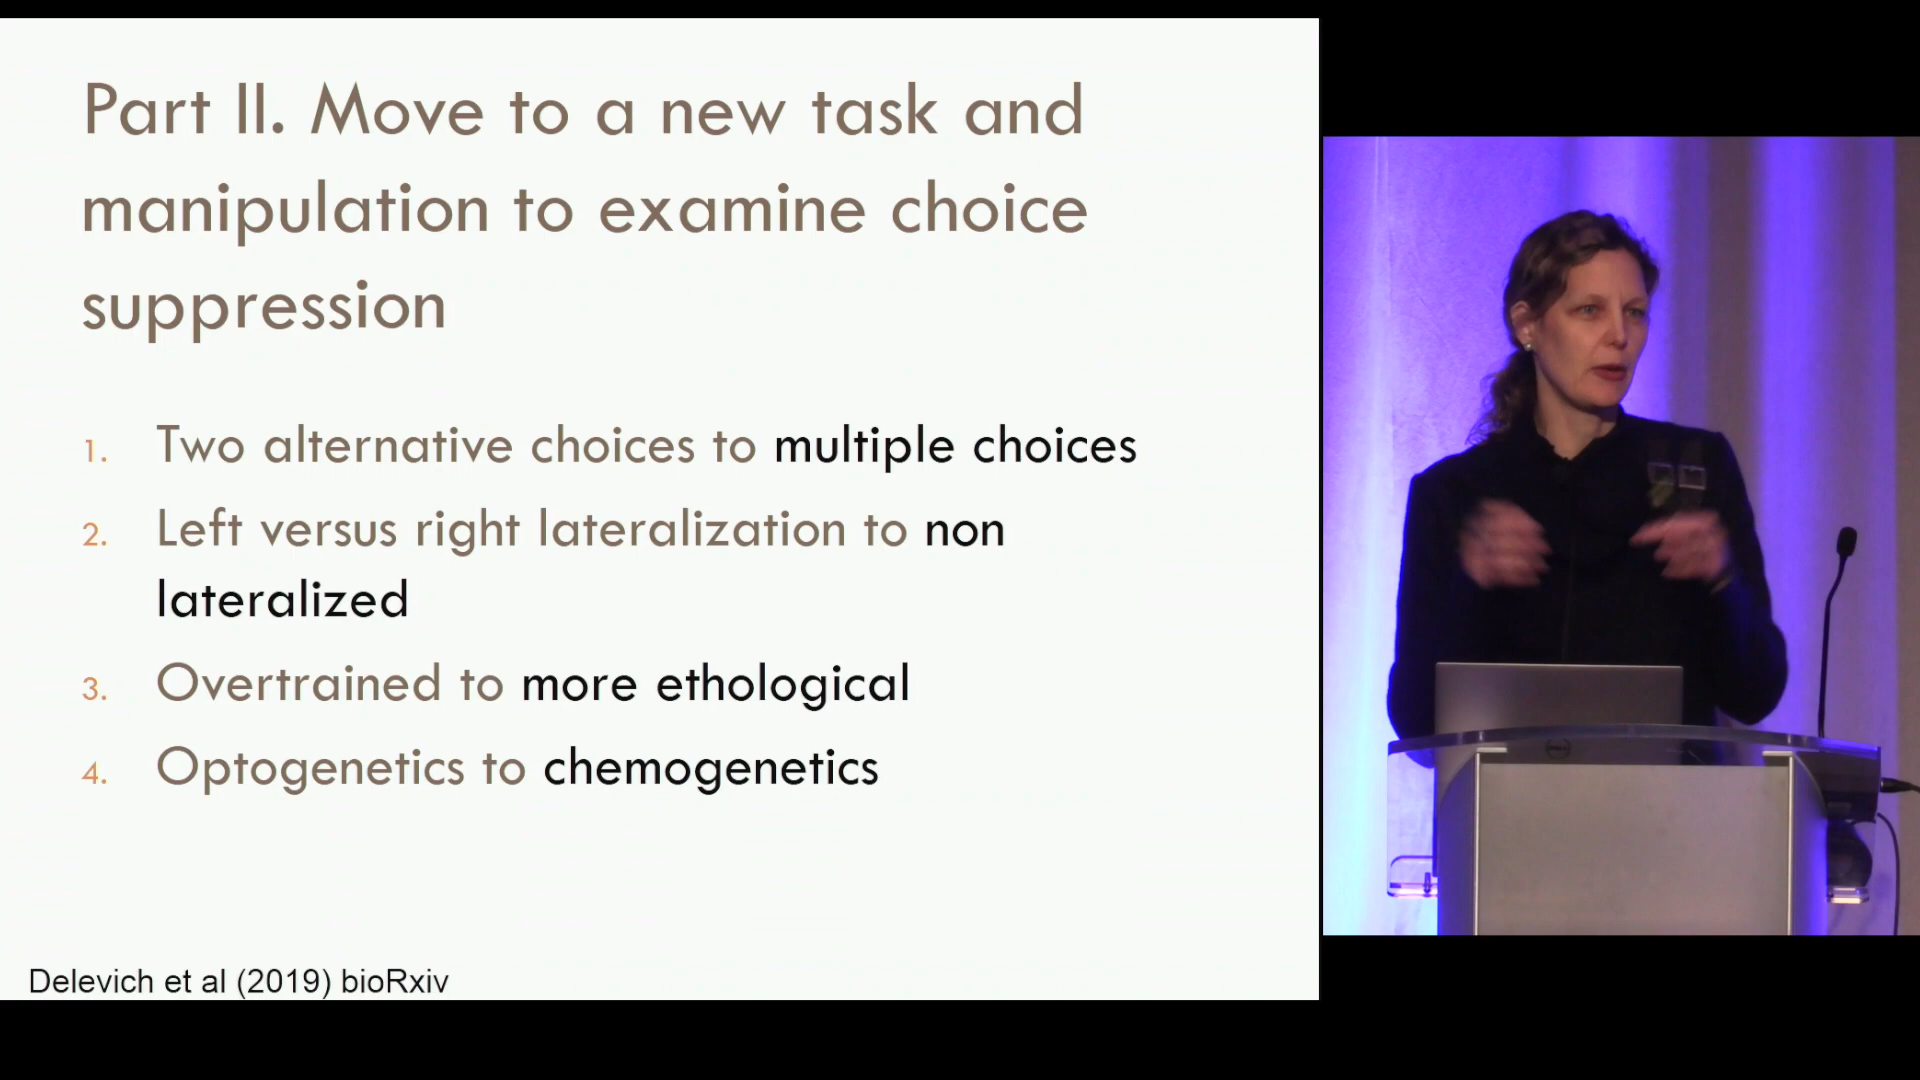 Part II. Move to a new task and
manipulation to examine choice
suppression
1. Two alternative choices to multiple choices
2. Left versus right lateralization to non
lateralized
3. Overtrained to more ethological
4. Optogenetics to chemogenetics
Delevich et al (2019) bioRxiv